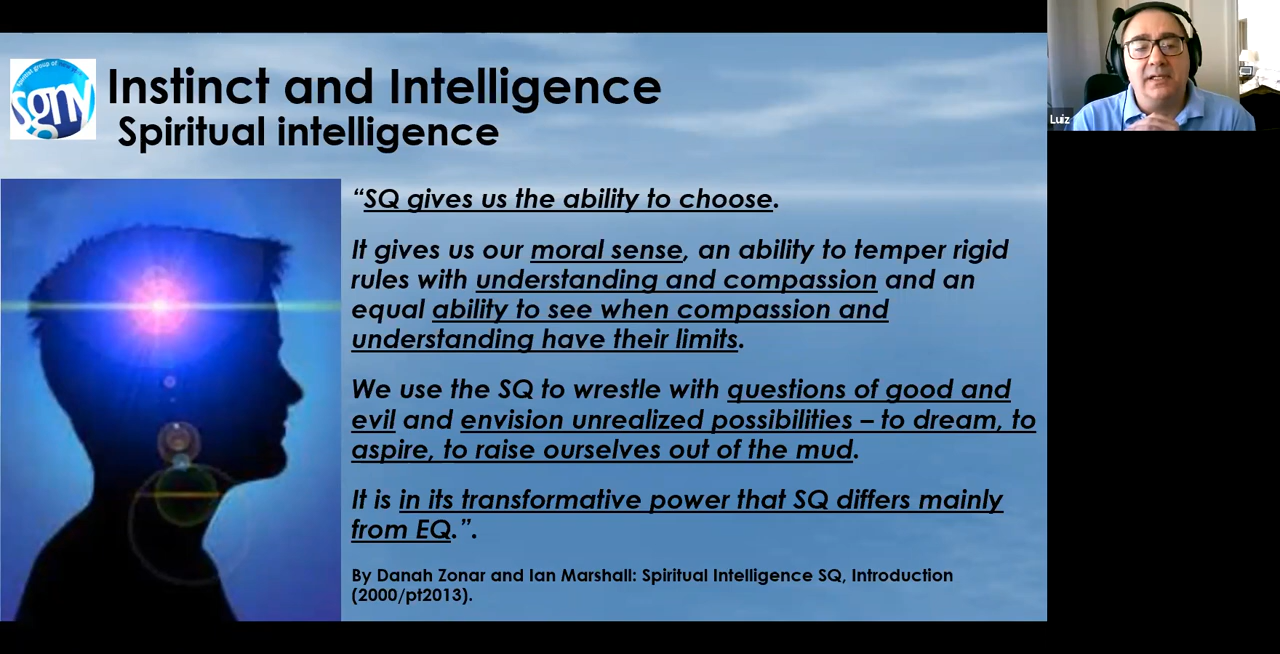 Instinct and Intelligence
Spiritual intelligence
sgny
“SQ gives us the ability to choose.
It gives us our moral sense, an ability to temper rigid
rules with understanding and compassion and an
equal ability to see when compassion and
understanding have their limits.
We use the SQ to wrestle with questions of good and
evil and envision unrealized possibilities – to dream, to
aspire, to raise ourselves out of the mud.
It is in its transformative power that SQ differs mainly
from EQ.”.
By Danah Zonar and Ian Marshall: Spiritual Intelligence SQ, Introduction
(2000/pt2013).
Luiz